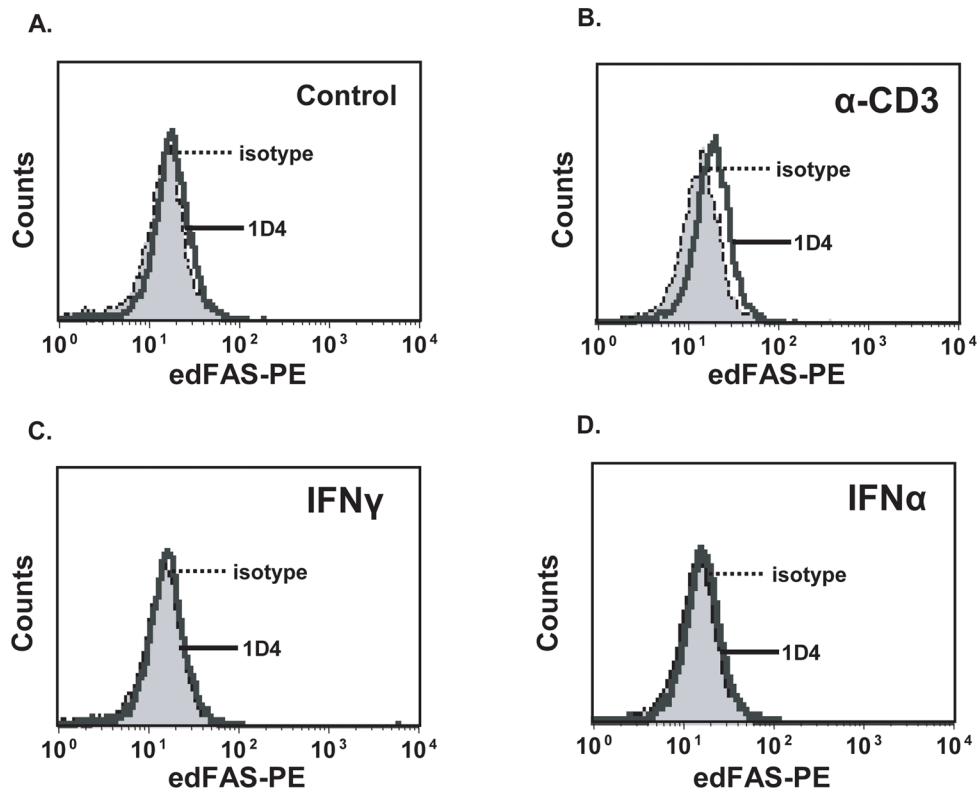 A.
Control
isotype
1D4
Counts
10⁰ 10¹ 10² 10³ 10⁴
edFAS-PE
B.
α-CD3
isotype
1D4
Counts
10⁰ 10¹ 10² 10³ 10⁴
edFAS-PE
C.
IFNγ
isotype
1D4
Counts
10⁰ 10¹ 10² 10³ 10⁴
edFAS-PE
D.
IFNα
isotype
1D4
Counts
10⁰ 10¹ 10² 10³ 10⁴
edFAS-PE